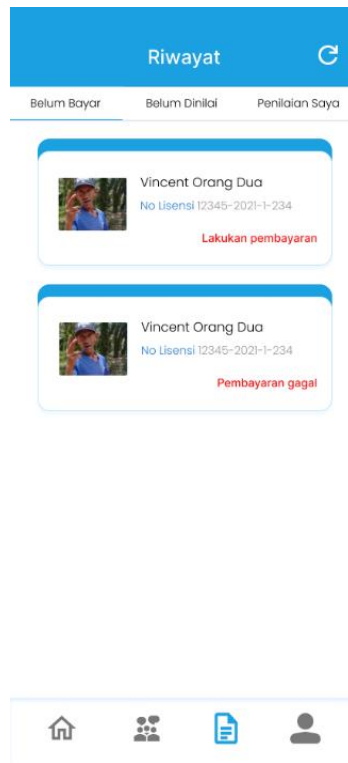 Riwayat
Belum Bayar Belum Dinilai Penilaian Saya
Vincent Orang Dua
No Lisensi 12345-2021-1-234
Lakukan pembayaran
Vincent Orang Dua
No Lisensi 12345-2021-1-234
Pembayaran gagal